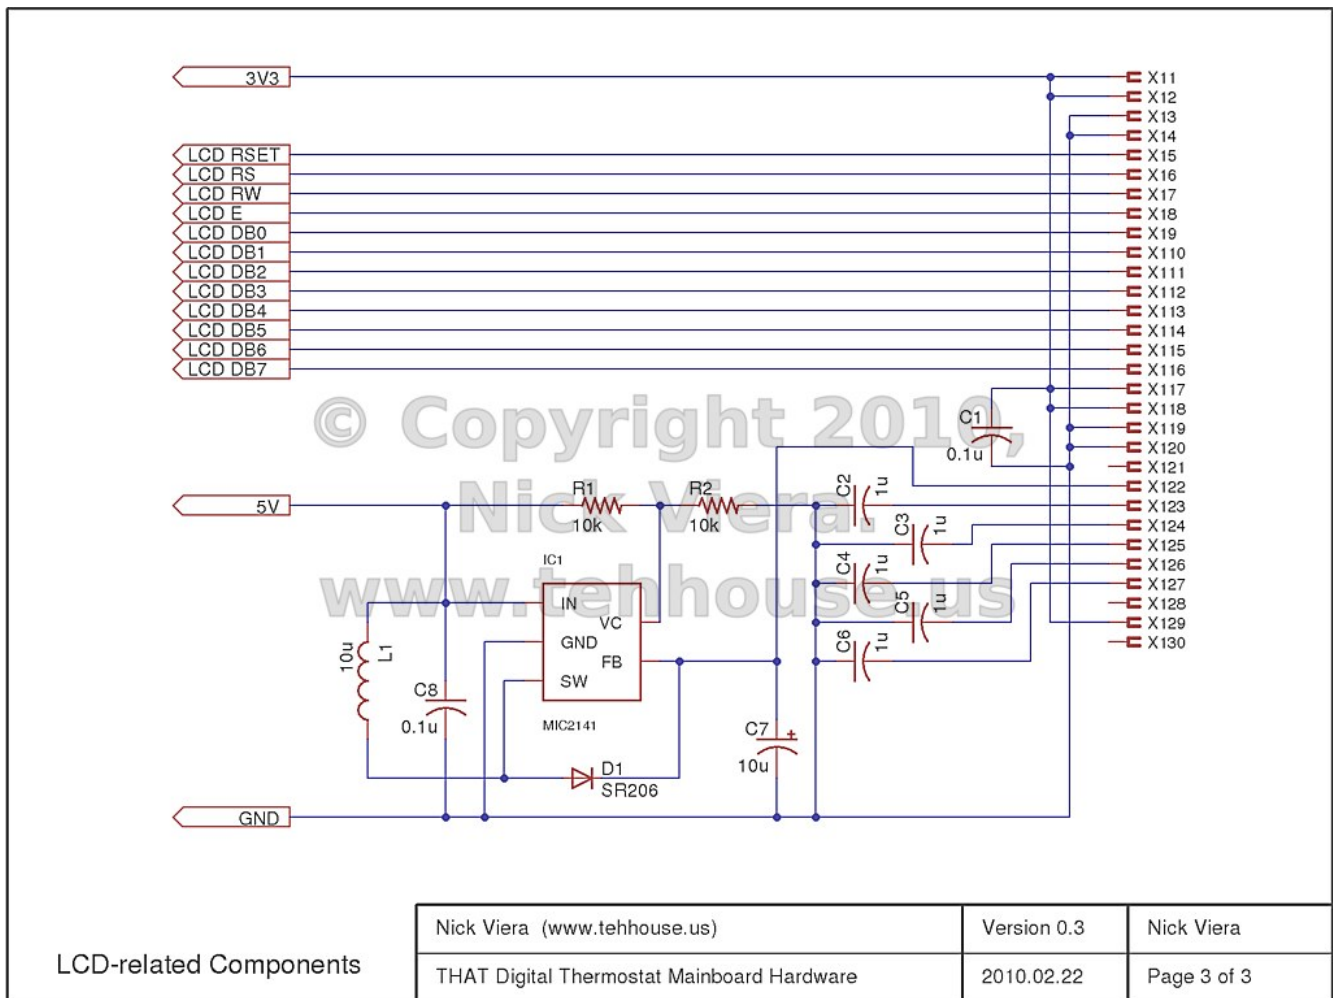 3V3
X11
X12
X13
X14
LCD RSET
X15
LCD RS
X16
LCD RW
X17
LCD E
X18
LCD DB0
X19
LCD DB1
X110
LCD DB2
X111
LCD DB3
X112
LCD DB4
X113
LCD DB5
X114
LCD DB6
X115
LCD DB7
X116
X117
© Copyright 2010,
Nick Viera.
www.tehhouse.us
C1
0.1u
X118
X119
X120
X121
X122
5V
R1
10k
R2
10k
C2
1u
X123
C3
1u
X124
X125
C4
1u
X126
X127
C5
1u
X128
X129
C6
1u
X130
IC1
IN
VC
GND
FB
SW
MIC2141
10u
L1
C8
0.1u
C7
+
10u
D1
SR206
GND
LCD-related Components
Nick Viera (www.tehhouse.us)
Version 0.3
Nick Viera
THAT Digital Thermostat Mainboard Hardware
2010.02.22
Page 3 of 3